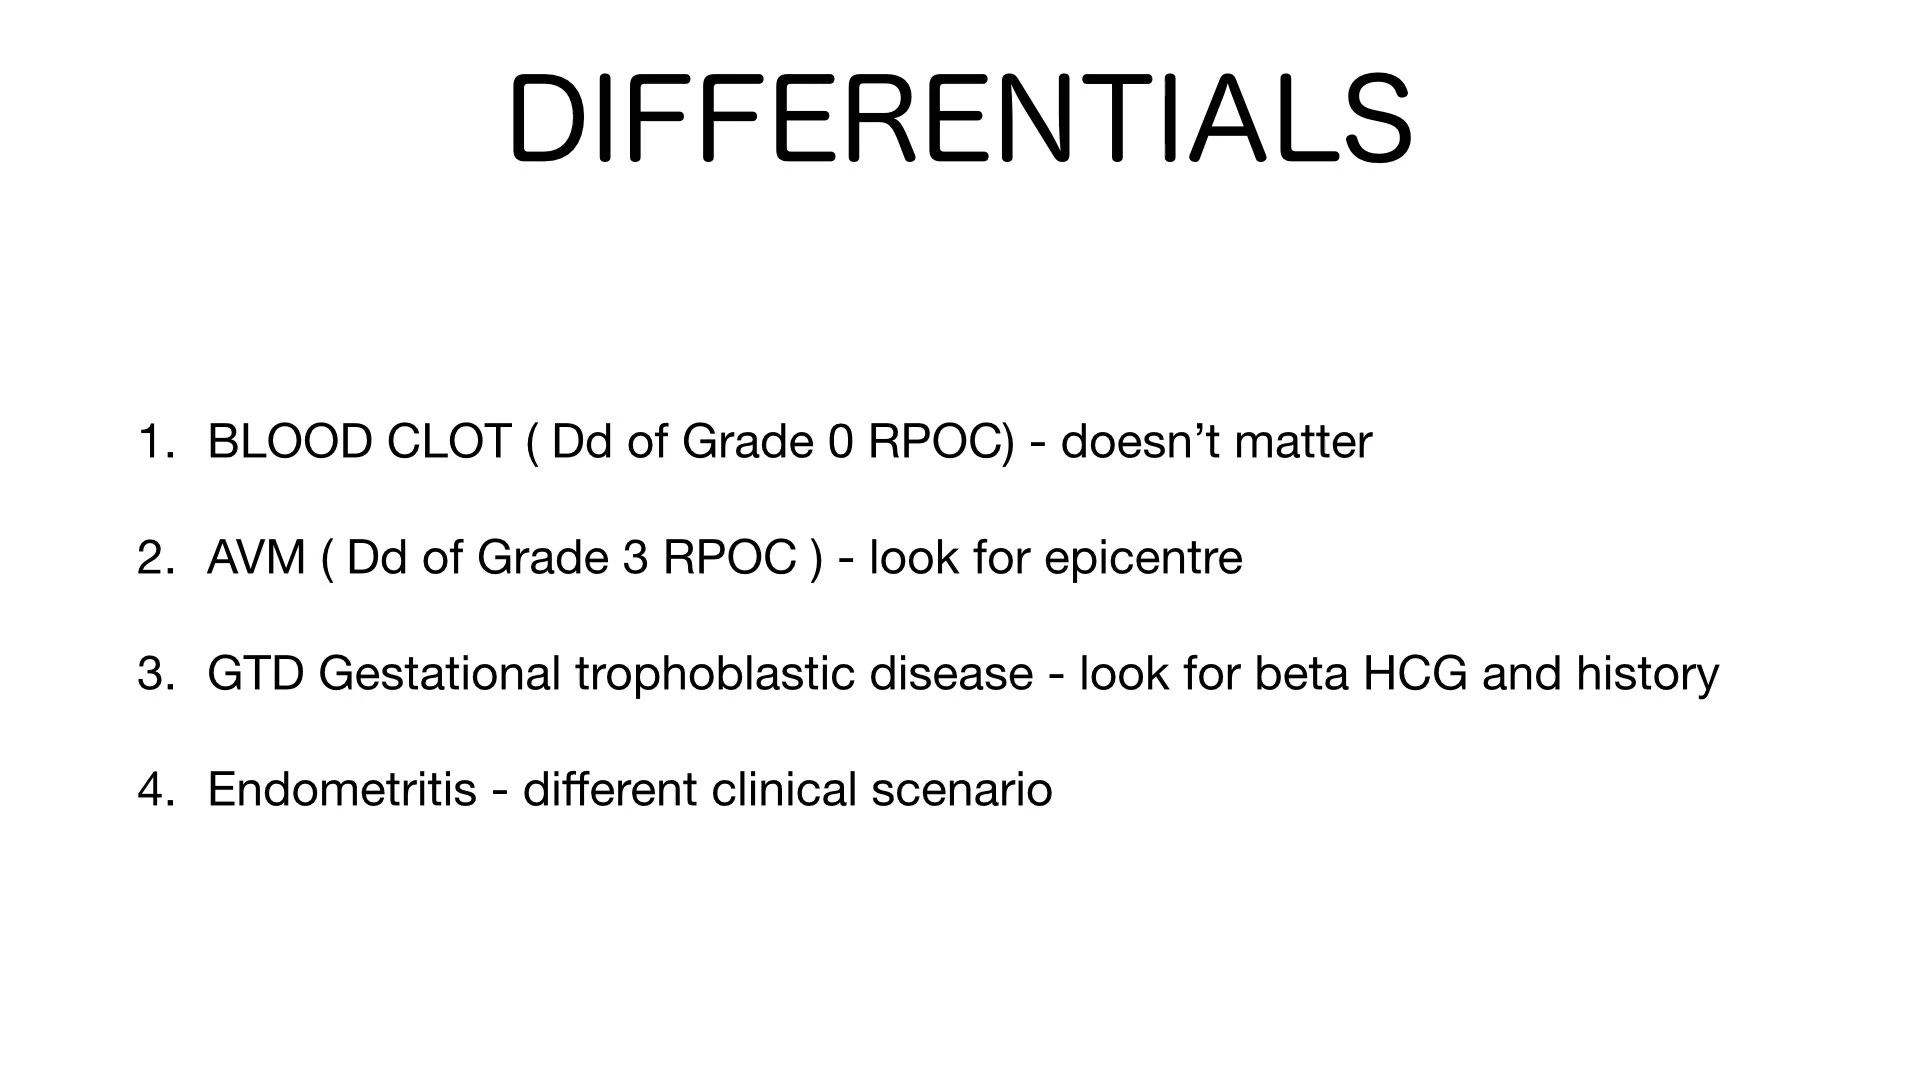 DIFFERENTIALS
1. BLOOD CLOT ( Dd of Grade 0 RPOC) - doesn’t matter
2. AVM ( Dd of Grade 3 RPOC ) - look for epicentre
3. GTD Gestational trophoblastic disease - look for beta HCG and history
4. Endometritis - different clinical scenario